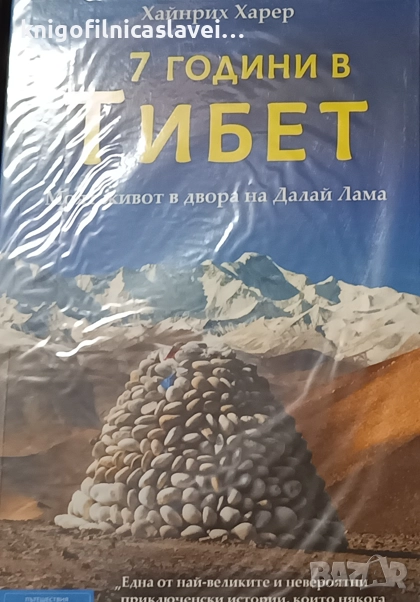 Хайнрих Харер
knigofilnicaslavei...
7 ГОДИНИ В
ТИБЕТ
живот в двора на Далай Лама
„Една от най-великите и невероятни
приключенски истории, които някога
ПЪТЕШЕСТВИЯ
BAZAR